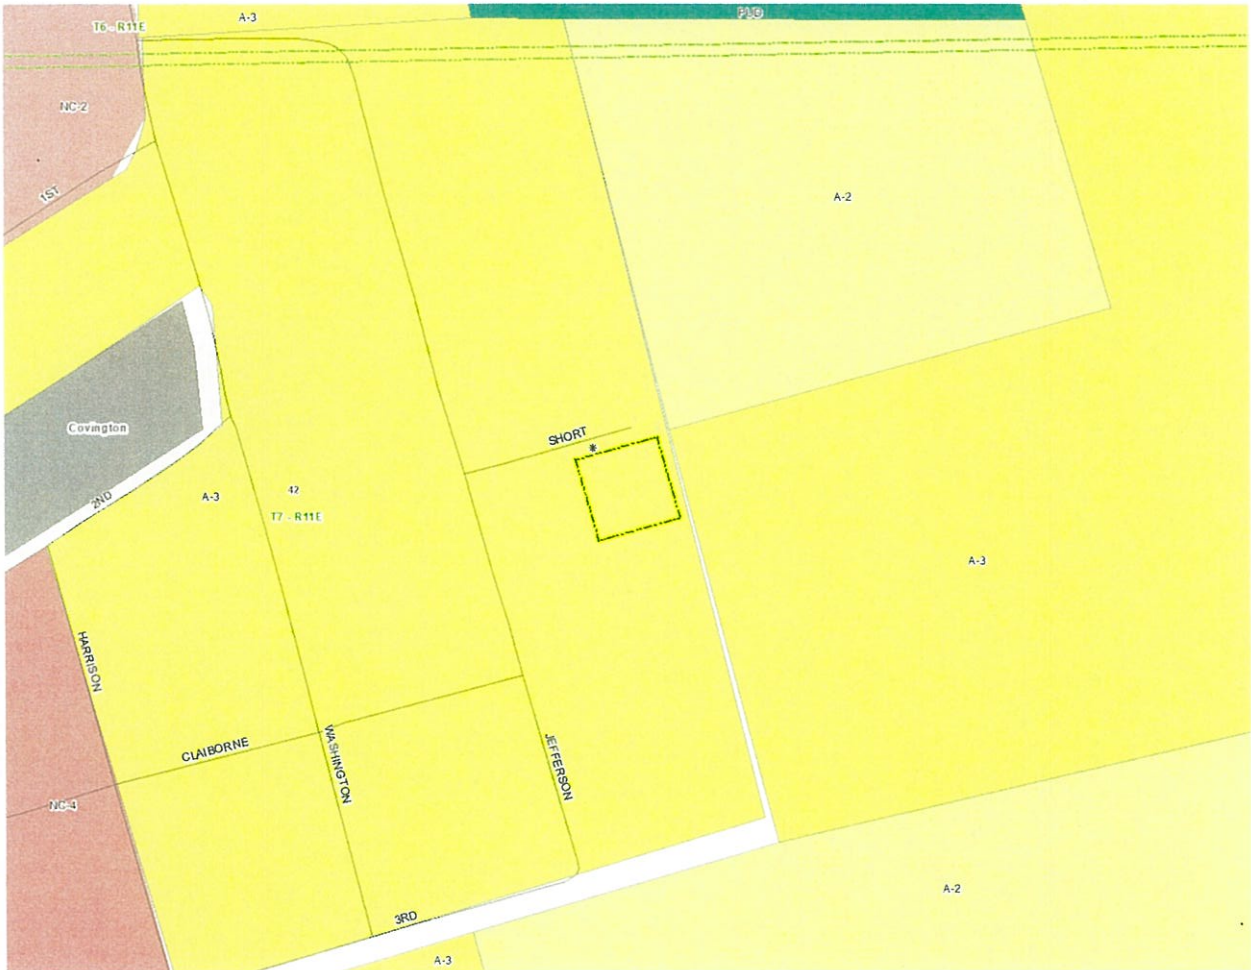 A-3
PUD
T6 - R11E
NC-2
1ST
A-2
Covington
SHORT
*
2ND
A-3
42
T7 - R11E
A-3
HARRISON
CLAIBORNE
WASHINGTON
JEFFERSON
NC-4
A-2
3RD
A-3